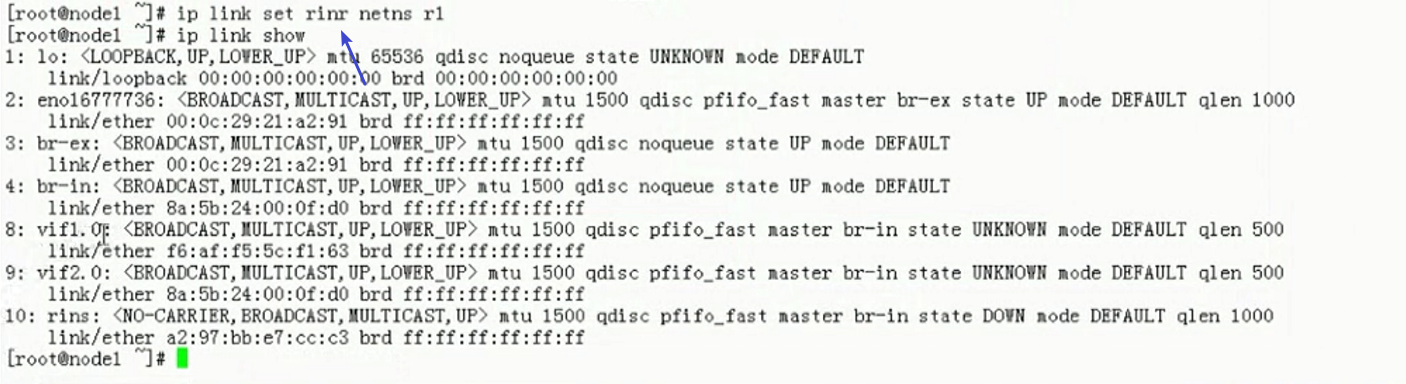 [root@node1 ~]# ip link set rinr netns r1
[root@node1 ~]# ip link show
1: lo: <LOOPBACK,UP,LOWER_UP> mtu 65536 qdisc noqueue state UNKNOWN mode DEFAULT
link/loopback 00:00:00:00:00:00 brd 00:00:00:00:00:00
2: eno16777736: <BROADCAST,MULTICAST,UP,LOWER_UP> mtu 1500 qdisc pfifo_fast master br-ex state UP mode DEFAULT qlen 1000
link/ether 00:0c:29:21:a2:91 brd ff:ff:ff:ff:ff:ff
3: br-ex: <BROADCAST,MULTICAST,UP,LOWER_UP> mtu 1500 qdisc noqueue state UP mode DEFAULT
link/ether 00:0c:29:21:a2:91 brd ff:ff:ff:ff:ff:ff
4: br-in: <BROADCAST,MULTICAST,UP,LOWER_UP> mtu 1500 qdisc noqueue state UP mode DEFAULT
link/ether 8a:5b:24:00:0f:d0 brd ff:ff:ff:ff:ff:ff
8: vif1.0: <BROADCAST,MULTICAST,UP,LOWER_UP> mtu 1500 qdisc pfifo_fast master br-in state UNKNOWN mode DEFAULT qlen 500
link/ether f6:af:f5:5c:f1:63 brd ff:ff:ff:ff:ff:ff
9: vif2.0: <BROADCAST,MULTICAST,UP,LOWER_UP> mtu 1500 qdisc pfifo_fast master br-in state UNKNOWN mode DEFAULT qlen 500
link/ether 8a:5b:24:00:0f:d0 brd ff:ff:ff:ff:ff:ff
10: rins: <NO-CARRIER,BROADCAST,MULTICAST,UP> mtu 1500 qdisc pfifo_fast master br-in state DOWN mode DEFAULT qlen 1000
link/ether a2:97:bb:e7:cc:c3 brd ff:ff:ff:ff:ff:ff
[root@node1 ~]#